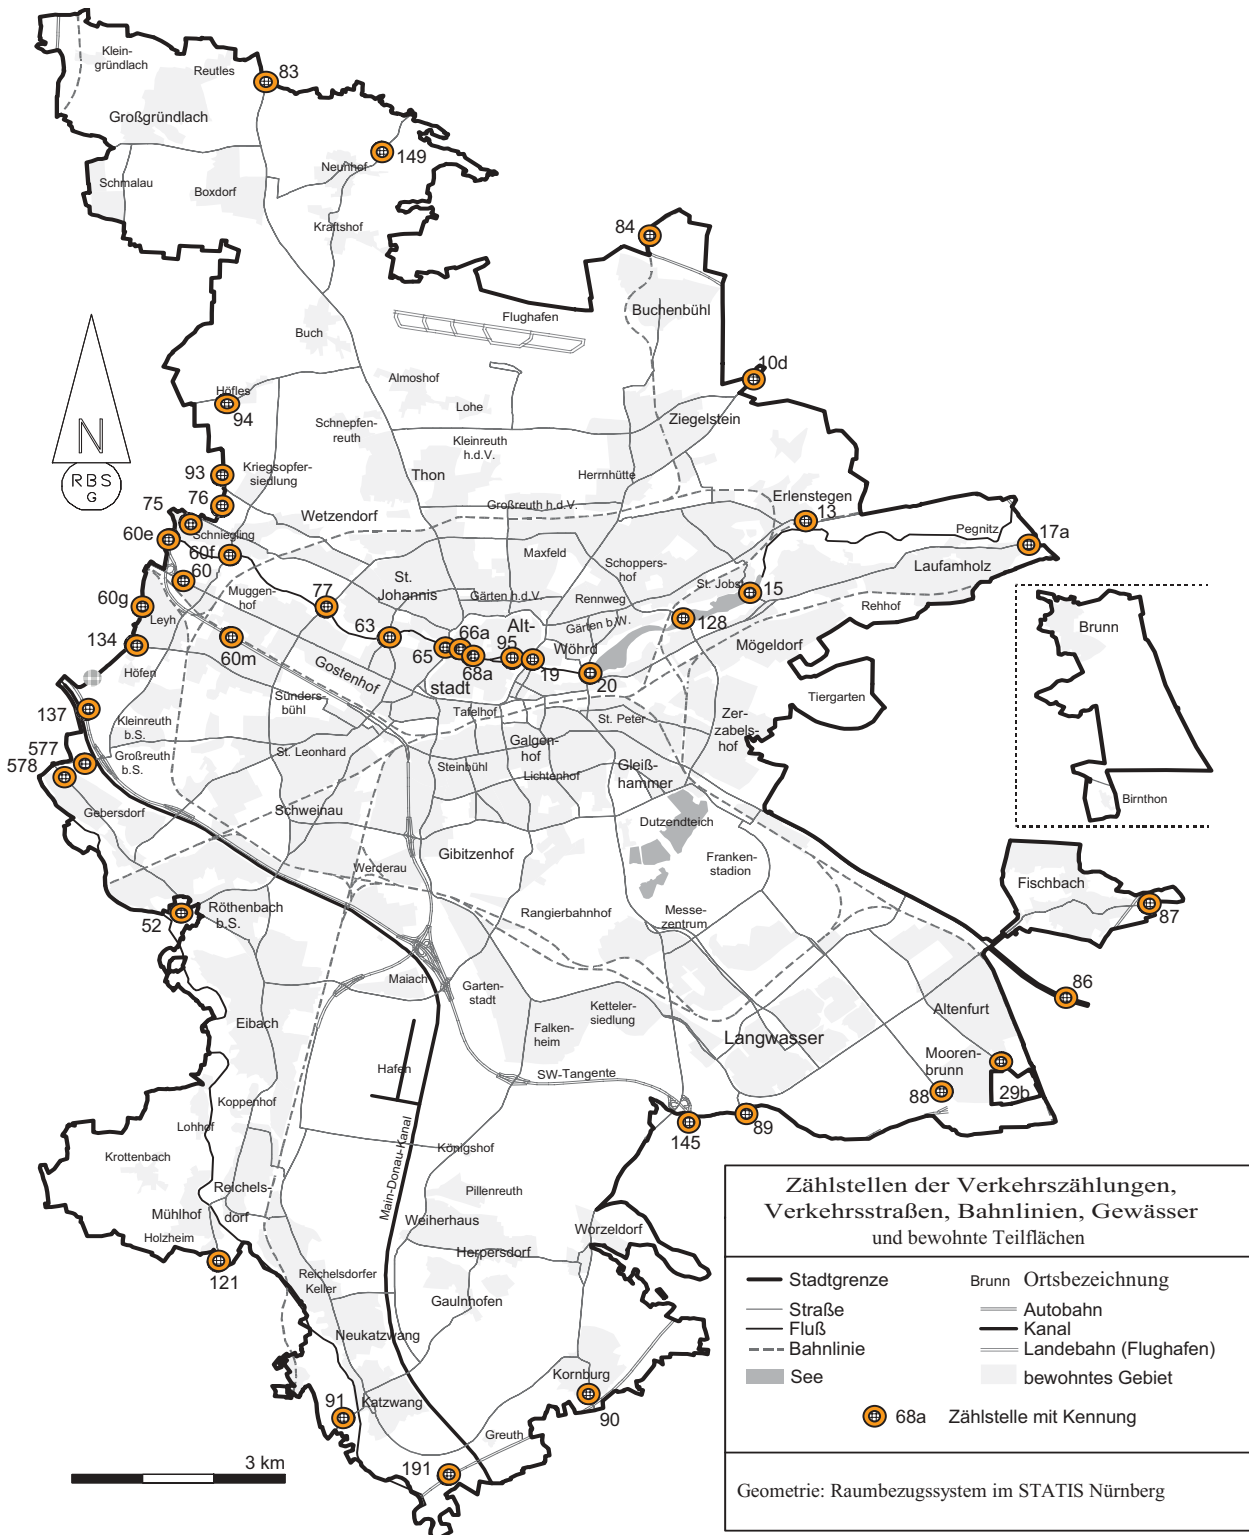 Klein-
gründlach
Reutles
83
Großgründlach
149
Neunhof
Schmalau
Boxdorf
Kraftshof
84
Buchenbühl
Flughafen
Buch
10d
Almoshof
Höfles
94
Lohe
Ziegelstein
Schnepfen-
reuth
Kleinreuth
h.d.V.
N
RBS
G
93
Kriegsopfer-
siedlung
Thon
Herrnhütte
76
75
Wetzendorf
Großreuth h.d.V.
Erlenstegen
13
Pegnitz
17a
60e
Schniegling
60f
Maxfeld
Schoppers-
hof
Laufamholz
60
St.
Johannis
St. Jobst
15
Muggen-
hof
77
Gärten h.d.V.
Rennweg
Rehhof
60g
Leyh
63
66a
Alt-
95
Gärten b.W.
Wöhrd
128
Mögeldorf
134
60m
65
68a
19
Höfen
Gostenhof
stadt
20
Tiergarten
Brunn
137
Kleinreuth
b.S.
Sünders-
bühl
Tafelhof
St. Peter
Zer-
zabels-
hof
577
578
Großreuth
b.S.
St. Leonhard
Steinbühl
Galgen-
hof
Lichtenhof
Gleiß-
hammer
Birnthon
Gebersdorf
Schweinau
Dutzendteich
Gibitzenhof
Franken-
stadion
Werderau
Fischbach
87
52
Röthenbach
b.S.
Rangierbahnhof
Messe-
zentrum
Maiach
Garten-
stadt
86
Ketteler-
siedlung
Altenfurt
Eibach
Falken-
heim
Langwasser
Hafen
SW-Tangente
Mooren-
brunn
29b
88
Koppenhof
145
89
Lohhof
Main-Donau-Kanal
Königshof
Krottenbach
Reichels-
dorf
Pillenreuth
Mühlhof
Weiherhaus
Worzeldorf
Holzheim
Herpersdorf
121
Reichelsdorfer
Keller
Gaulnhofen
Neukatzwang
Kornburg
91
Katzwang
90
Greuth
3 km
191
Zählstellen der Verkehrszählungen,
Verkehrsstraßen, Bahnlinien, Gewässer
und bewohnte Teilflächen
Stadtgrenze
Brunn Ortsbezeichnung
Straße
Autobahn
Fluß
Kanal
Bahnlinie
Landebahn (Flughafen)
See
bewohntes Gebiet
68a Zählstelle mit Kennung
Geometrie: Raumbezugssystem im STATIS Nürnberg